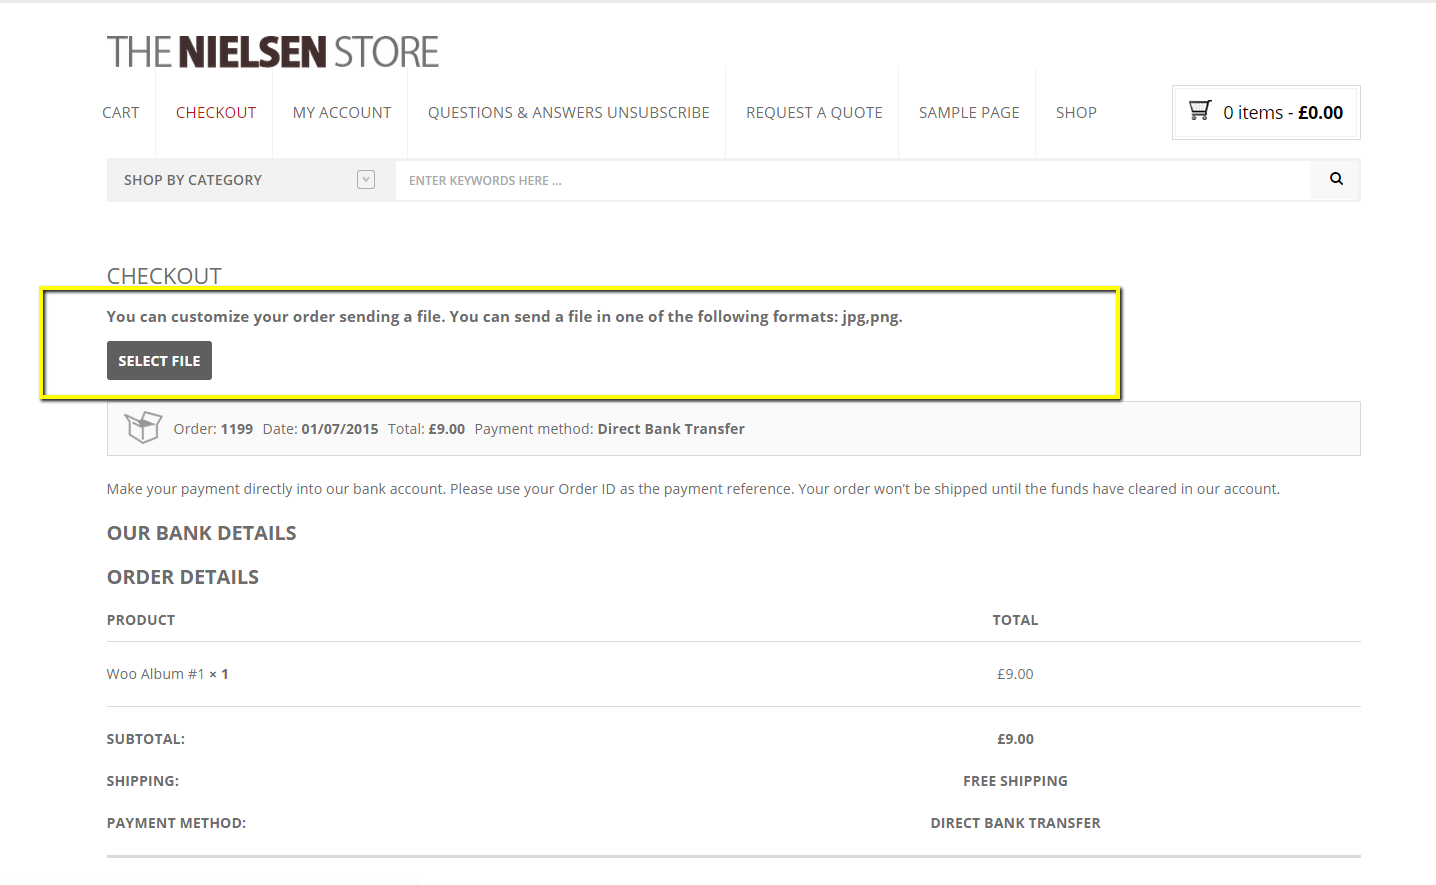 THE NIELSEN STORE
CART CHECKOUT MY ACCOUNT QUESTIONS & ANSWERS UNSUBSCRIBE REQUEST A QUOTE SAMPLE PAGE SHOP 0 items - £0.00
SHOP BY CATEGORY ENTER KEYWORDS HERE ...
CHECKOUT
You can customize your order sending a file. You can send a file in one of the following formats: jpg,png.
SELECT FILE
Order: 1199 Date: 01/07/2015 Total: £9.00 Payment method: Direct Bank Transfer
Make your payment directly into our bank account. Please use your Order ID as the payment reference. Your order won't be shipped until the funds have cleared in our account.
OUR BANK DETAILS
ORDER DETAILS
PRODUCT TOTAL
Woo Album #1 × 1 £9.00
SUBTOTAL: £9.00
SHIPPING: FREE SHIPPING
PAYMENT METHOD: DIRECT BANK TRANSFER